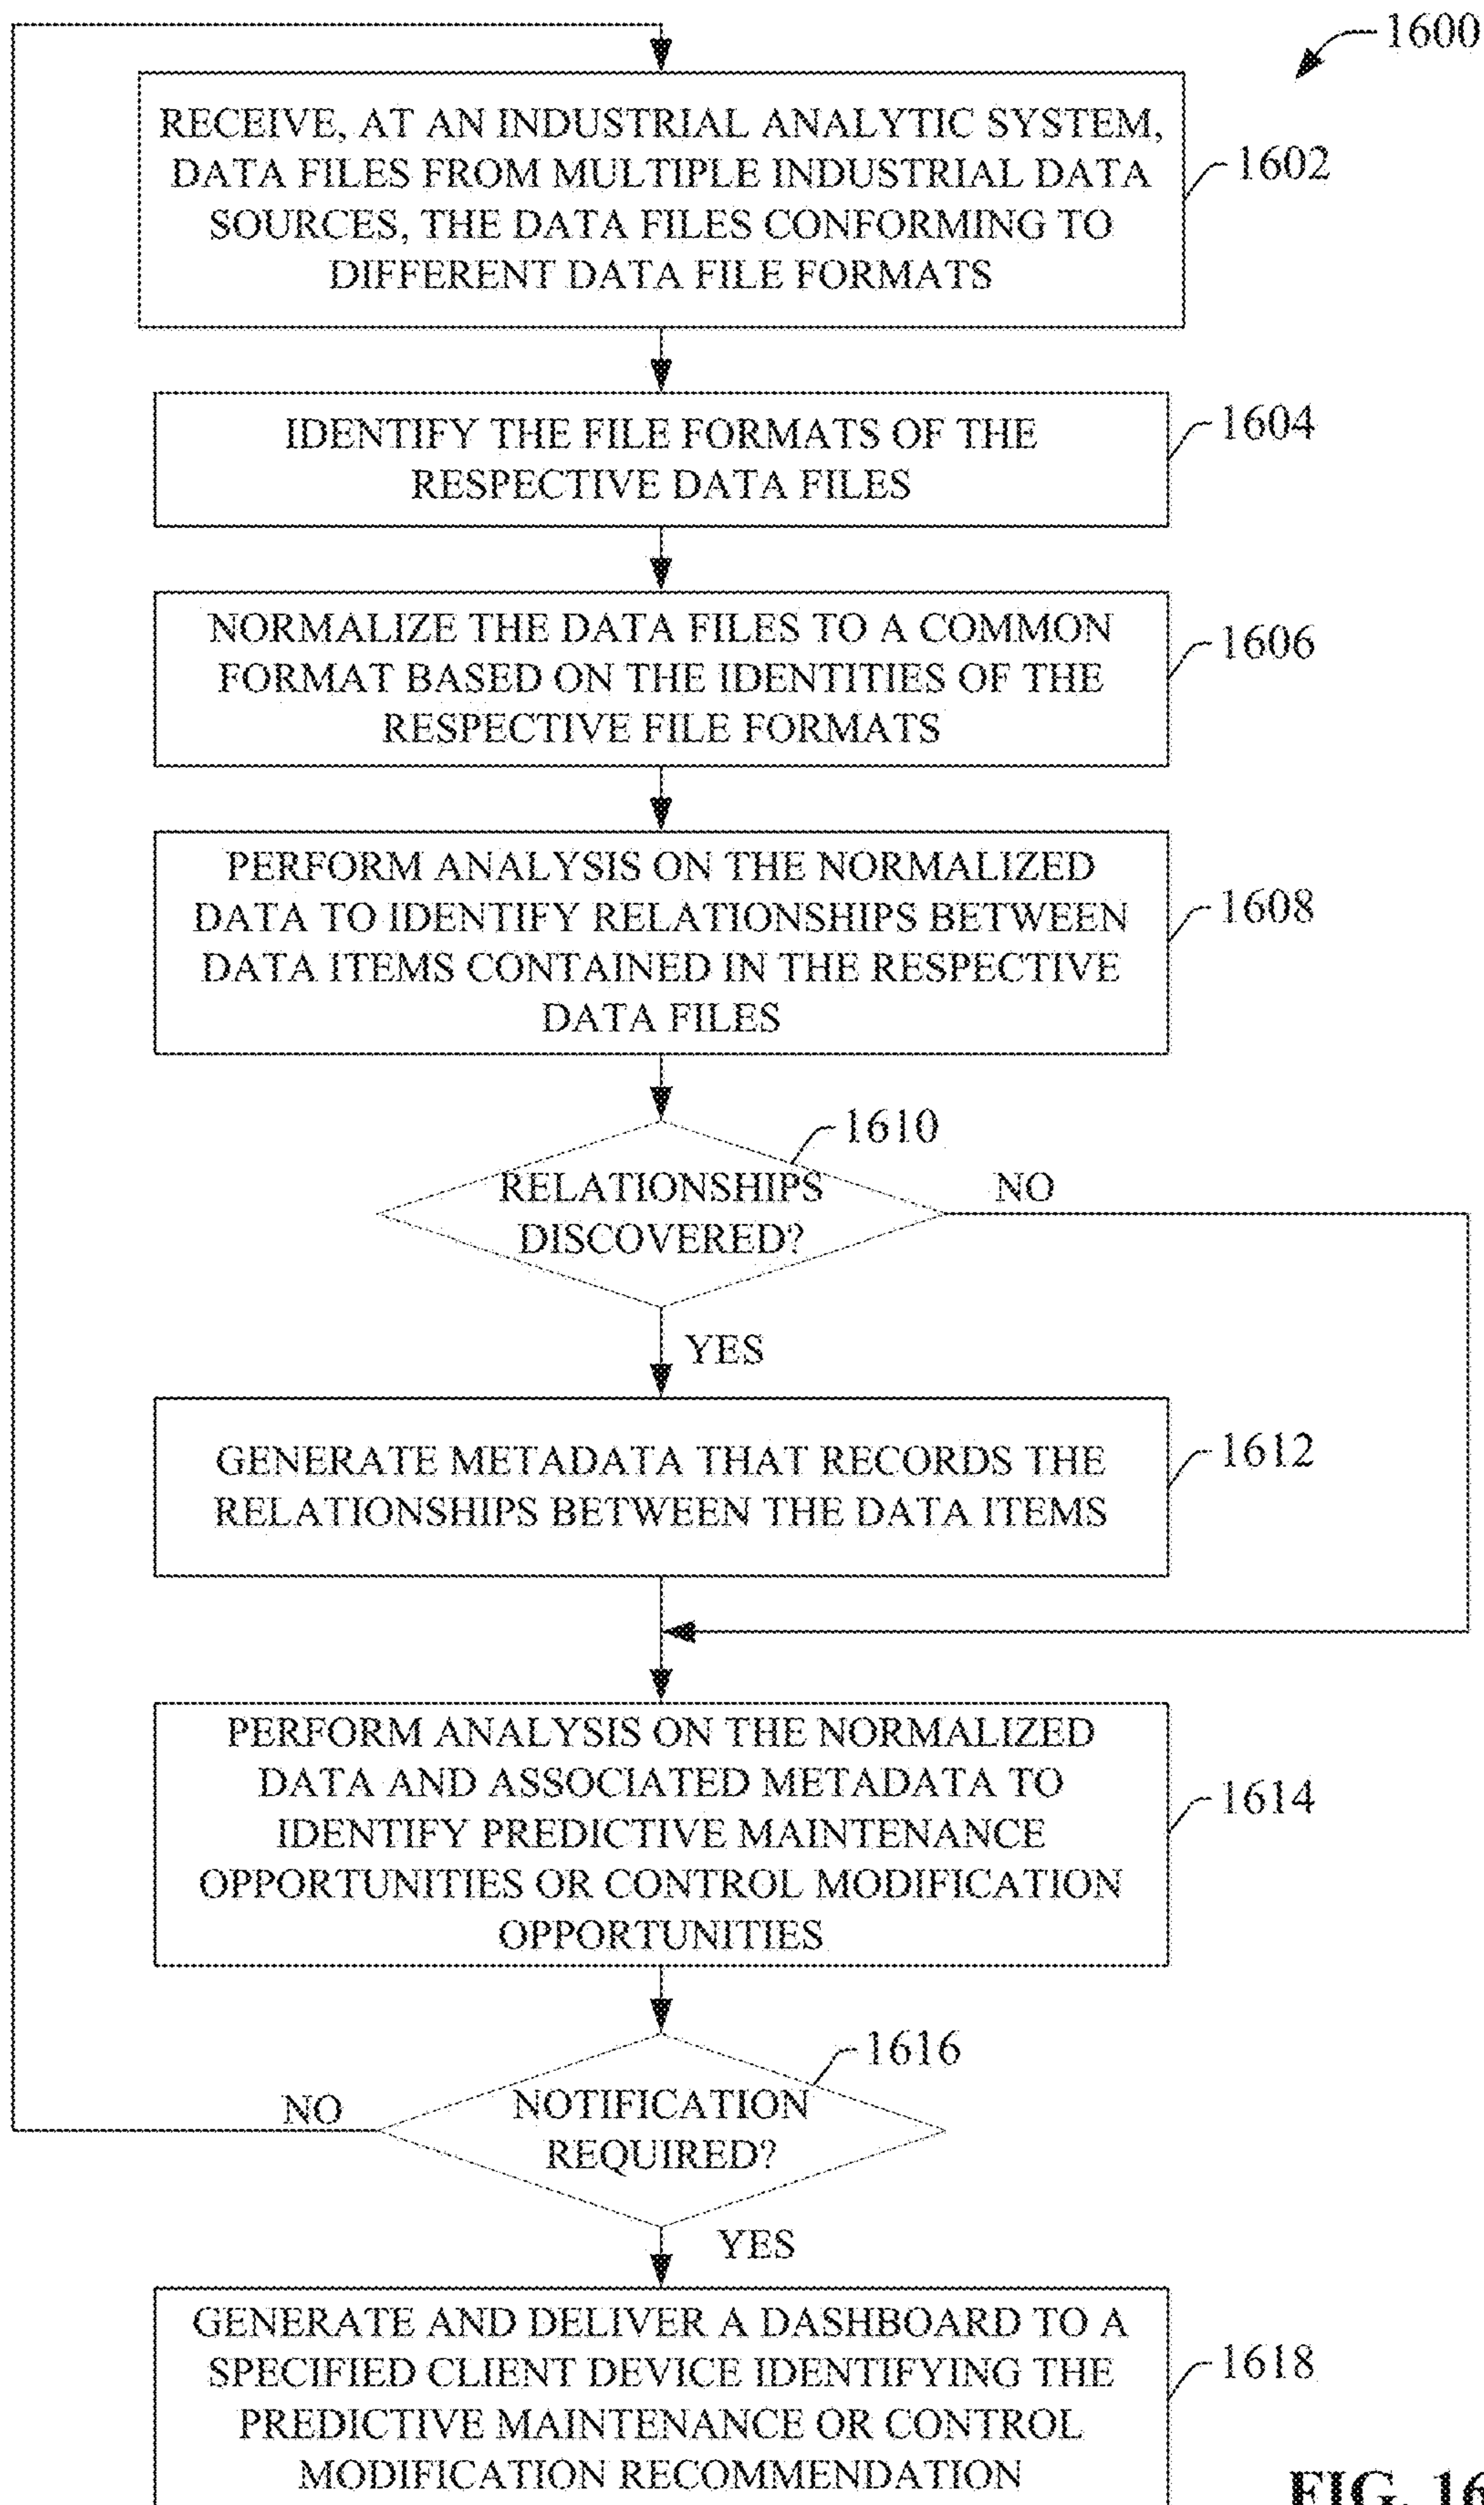 1600
RECEIVE, AT AN INDUSTRIAL ANALYTIC SYSTEM,
DATA FILES FROM MULTIPLE INDUSTRIAL DATA
SOURCES, THE DATA FILES CONFORMING TO
DIFFERENT DATA FILE FORMATS
1602
IDENTIFY THE FILE FORMATS OF THE
RESPECTIVE DATA FILES
1604
NORMALIZE THE DATA FILES TO A COMMON
FORMAT BASED ON THE IDENTITIES OF THE
RESPECTIVE FILE FORMATS
1606
PERFORM ANALYSIS ON THE NORMALIZED
DATA TO IDENTIFY RELATIONSHIPS BETWEEN
DATA ITEMS CONTAINED IN THE RESPECTIVE
DATA FILES
1608
1610
RELATIONSHIPS
DISCOVERED?
NO
YES
GENERATE METADATA THAT RECORDS THE
RELATIONSHIPS BETWEEN THE DATA ITEMS
1612
PERFORM ANALYSIS ON THE NORMALIZED
DATA AND ASSOCIATED METADATA TO
IDENTIFY PREDICTIVE MAINTENANCE
OPPORTUNITIES OR CONTROL MODIFICATION
OPPORTUNITIES
1614
1616
NOTIFICATION
REQUIRED?
NO
YES
GENERATE AND DELIVER A DASHBOARD TO A
SPECIFIED CLIENT DEVICE IDENTIFYING THE
PREDICTIVE MAINTENANCE OR CONTROL
MODIFICATION RECOMMENDATION
1618
FIG. 16